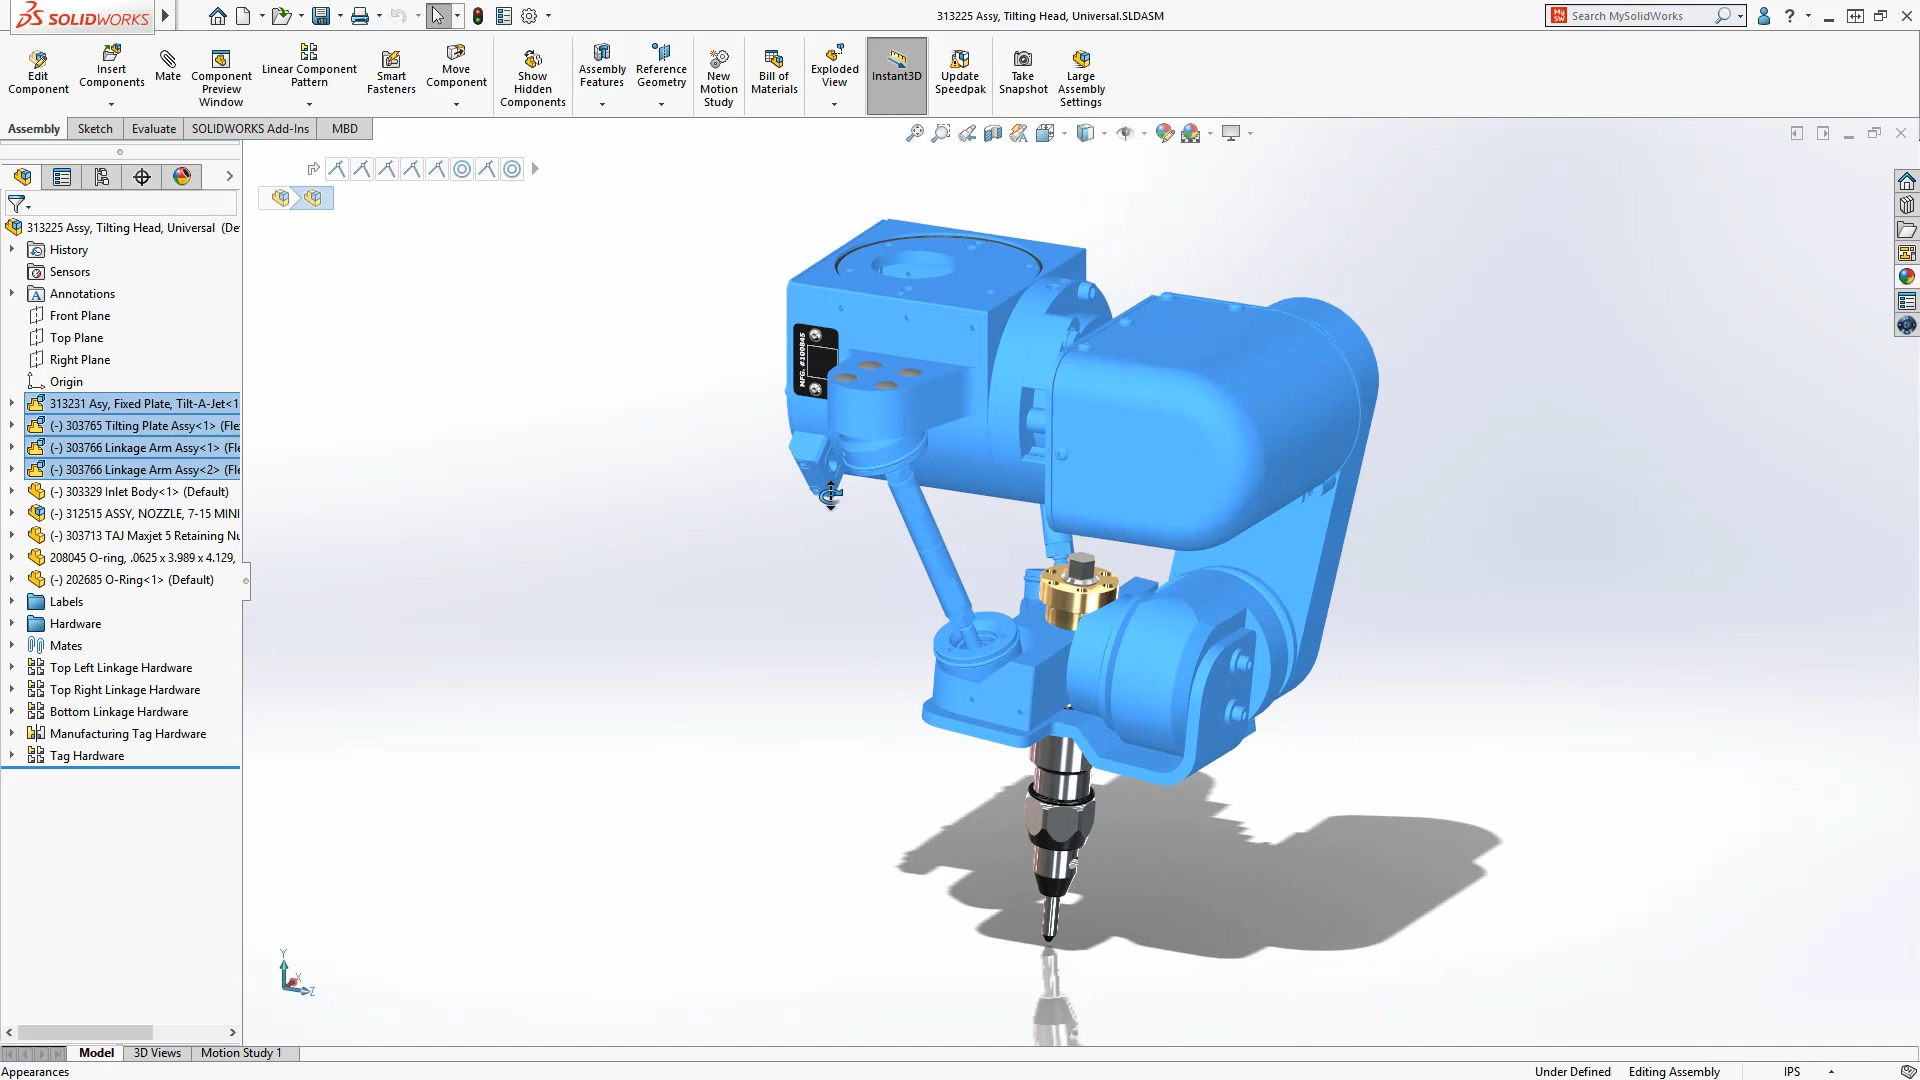 SOLIDWORKS
313225 Assy, Tilting Head, Universal.SLDASM
Search MySolidWorks
Edit Component
Insert Components
Mate
Component Preview Window
Linear Component Pattern
Smart Fasteners
Move Component
Show Hidden Components
Assembly Features
Reference Geometry
New Motion Study
Bill of Materials
Exploded View
Instant3D
Update Speedpak
Take Snapshot
Large Assembly Settings
Assembly
Sketch
Evaluate
SOLIDWORKS Add-Ins
MBD
313225 Assy, Tilting Head, Universal (De
History
Sensors
Annotations
Front Plane
Top Plane
Right Plane
Origin
313231 Asy, Fixed Plate, Tilt-A-Jet<1
(-) 303765 Tilting Plate Assy<1> (Fle
(-) 303766 Linkage Arm Assy<1> (Fle
(-) 303766 Linkage Arm Assy<2> (Fle
(-) 303329 Inlet Body<1> (Default)
(-) 312515 ASSY, NOZZLE, 7-15 MINI
(-) 303713 TAJ Maxjet 5 Retaining Nu
208045 O-ring, .0625 x 3.989 x 4.129,
(-) 202685 O-Ring<1> (Default)
Labels
Hardware
Mates
Top Left Linkage Hardware
Top Right Linkage Hardware
Bottom Linkage Hardware
Manufacturing Tag Hardware
Tag Hardware
MFG. #100845
Y
X
Z
Model
3D Views
Motion Study 1
Appearances
Under Defined
Editing Assembly
IPS